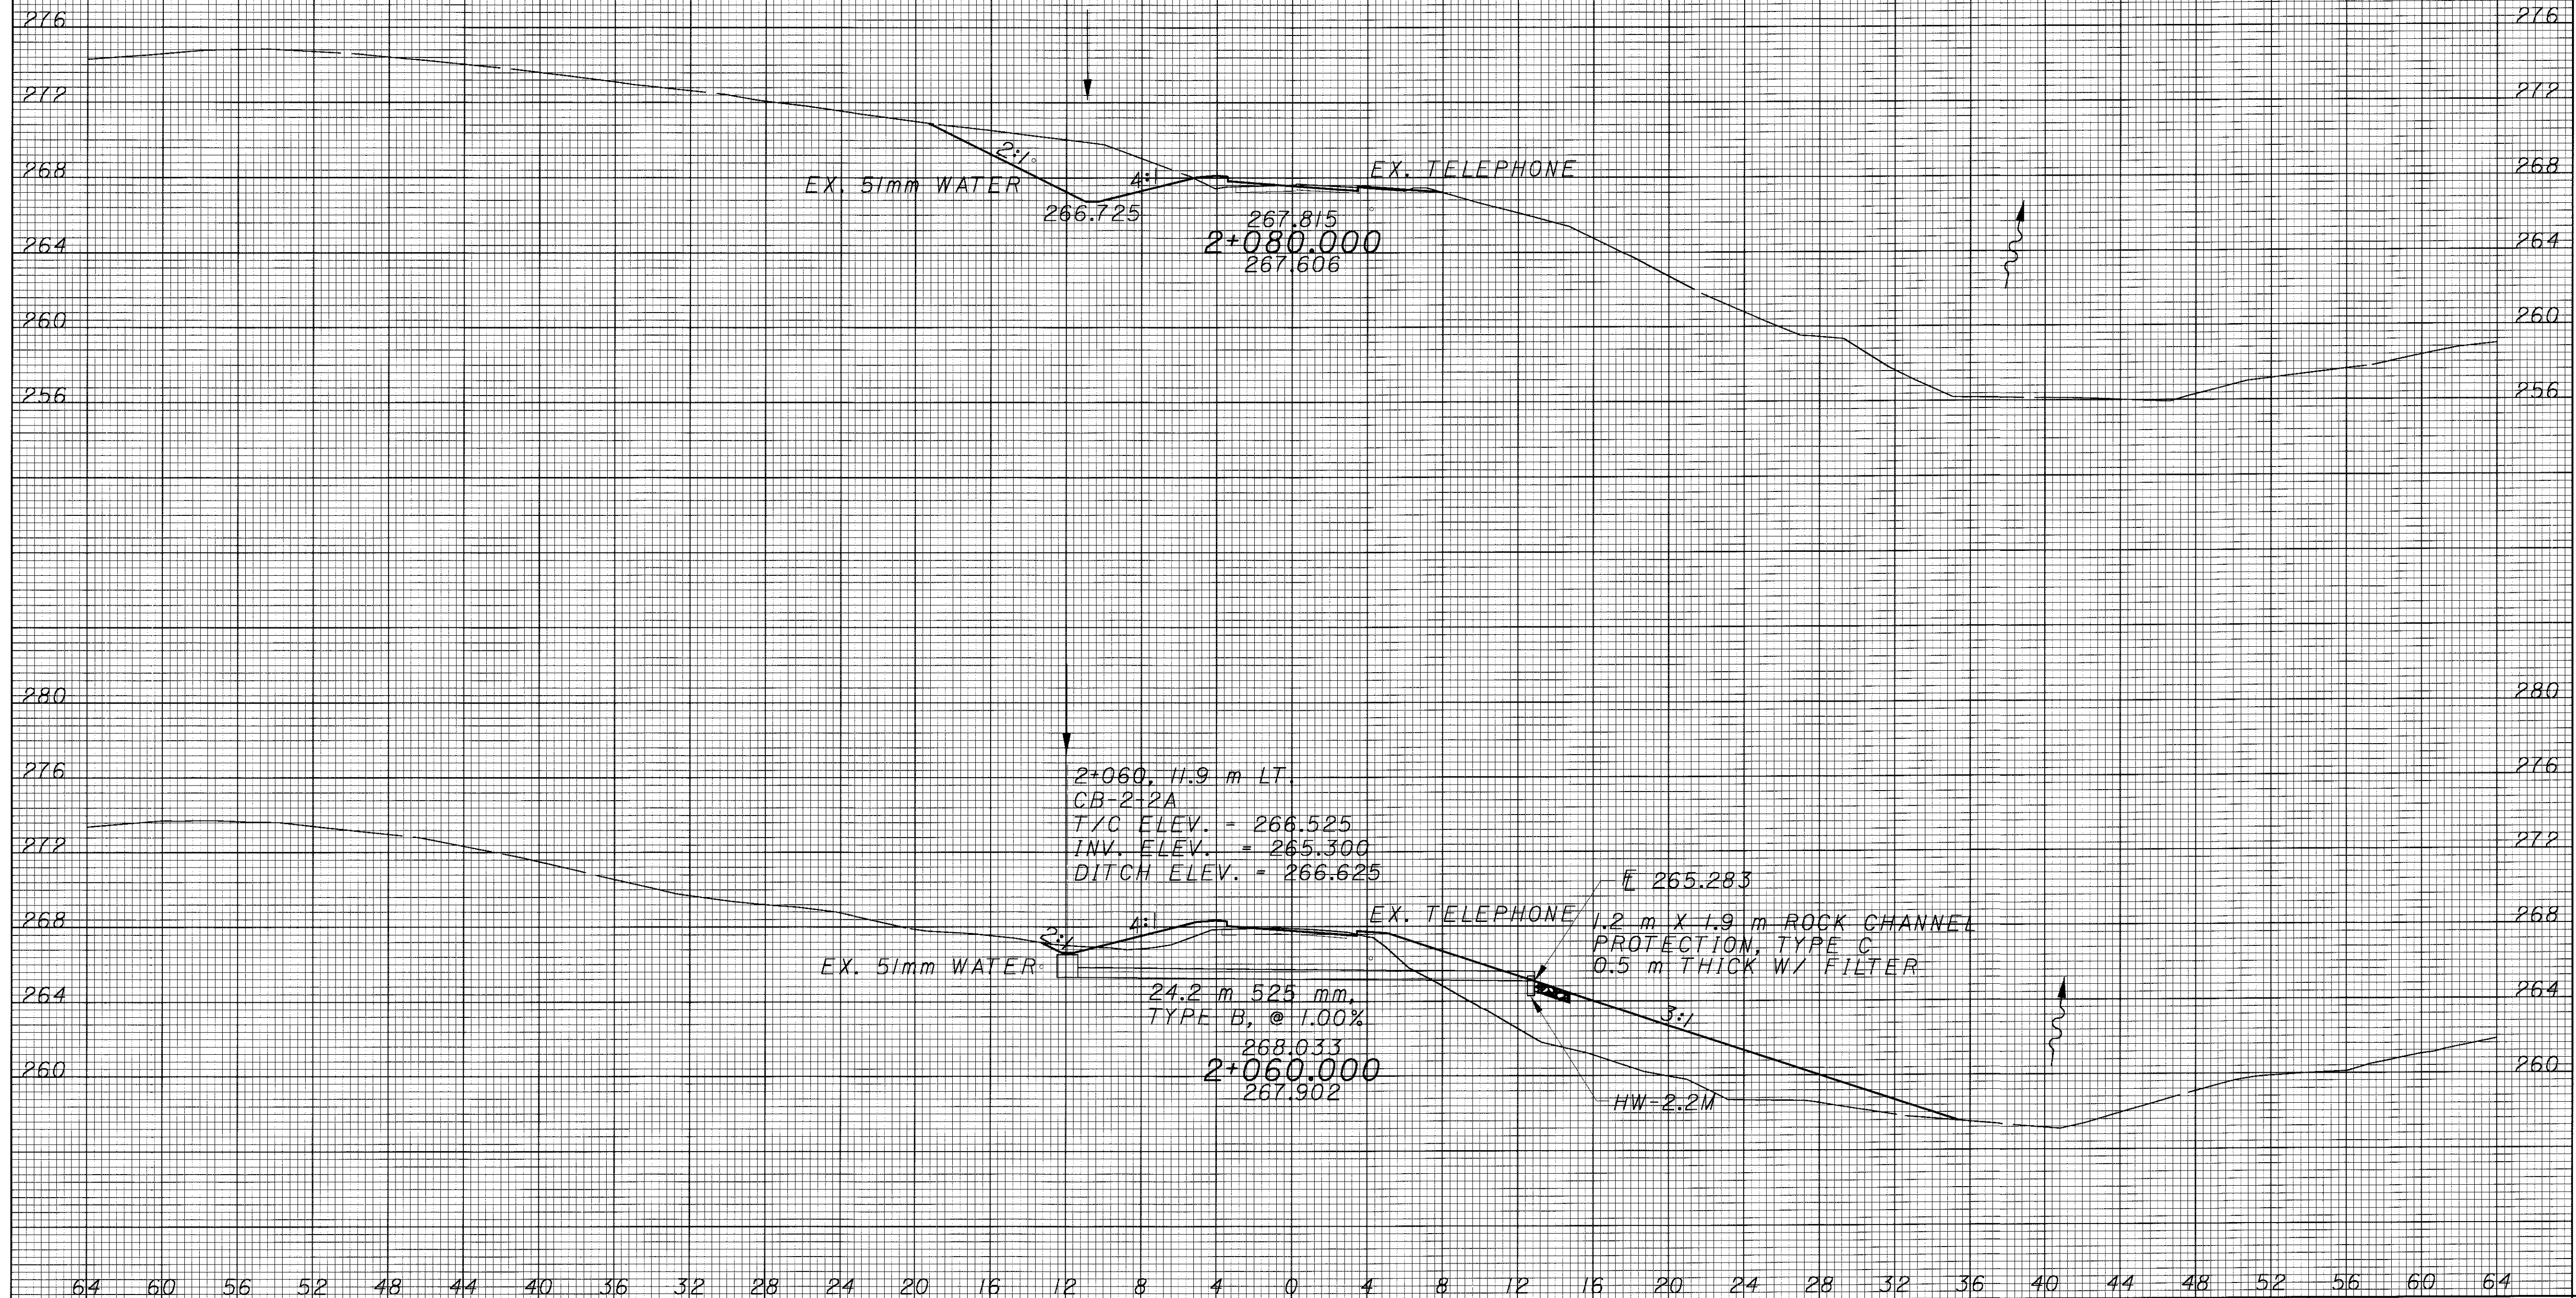 276 276
272 272
2:1
268 4:1 EX. TELEPHONE 268
EX. 51mm WATER
266.725
267.815
264 2+080.000 264
267.606
260 260
256 256
280 280
276 276
2+060, 11.9 m LT.
CB-2-2A
T/C ELEV. = 266.525
272 INV. ELEV. = 265.300 272
DITCH ELEV. = 266.625
265.283
268 4:1 EX. TELEPHONE 268
1.2 m X 1.9 m ROCK CHANNEL
PROTECTION, TYPE C
0.5 m THICK W/ FILTER
2:1
EX. 51mm WATER
264 264
24.2 m 525 mm,
TYPE B, @ 1.00%
3:1
268.033
260 2+060.000 260
267.902
HW-2.2M
64 60 56 52 48 44 40 36 32 28 24 20 16 12 8 4 0 4 8 12 16 20 24 28 32 36 40 44 48 52 56 60 64